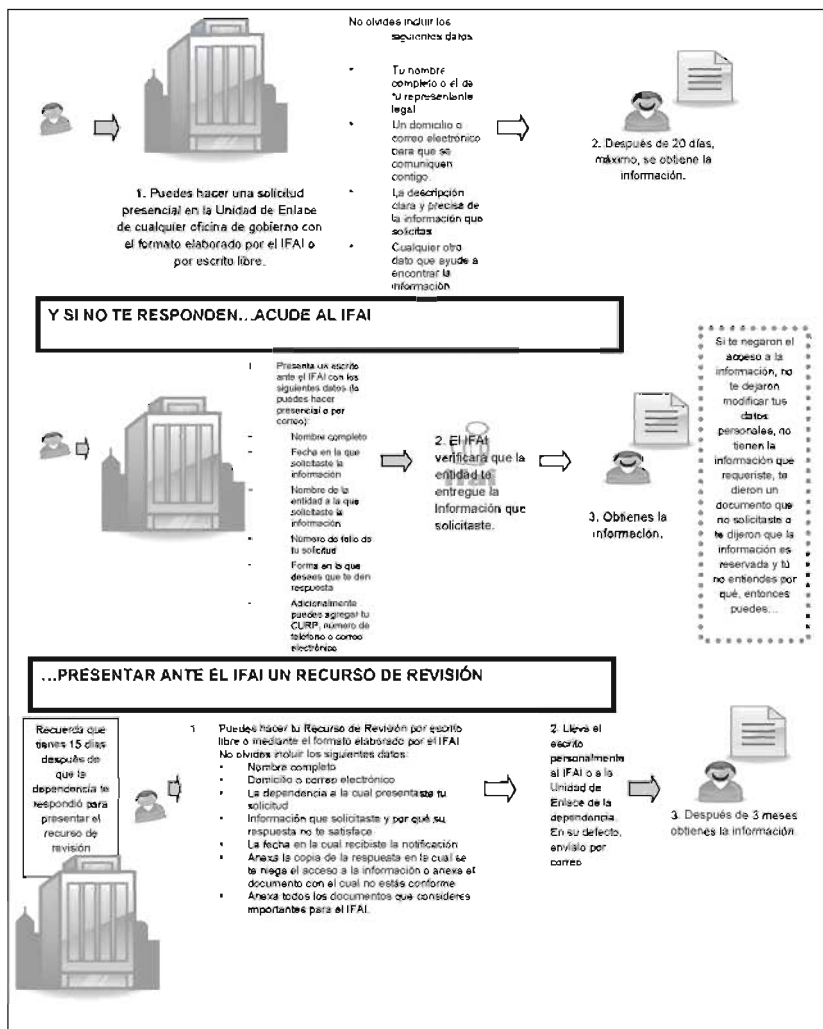 No olvides incluir los
siguientes datos
• Tu nombre
completo o el de
tu representante
legal
• Un domicilio o
correo electrónico
para que se
comuniquen
contigo.
• La descripción
clara y precisa de
la información que
solicitas
• Cualquier otro
dato que ayude a
encontrar la
información
1. Puedes hacer una solicitud
presencial en la Unidad de Enlace
de cualquier oficina de gobierno con
el formato elaborado por el IFAI o
por escrito libre.
2. Después de 20 días,
máximo, se obtiene la
información.
Y SI NO TE RESPONDEN...ACUDE AL IFAI
1 Presenta un escrito
ante el IFAI con los
siguientes datos (lo
puedes hacer
presencial o por
correo):
- Nombre completo
- Fecha en la que
solicitaste la
información
- Nombre de la
entidad a la que
solicitaste la
información
- Número de folio de
tu solicitud
- Forma en la que
desees que te den
respuesta
- Adicionalmente
puedes agregar tu
CURP, número de
teléfono o correo
electrónico
2. El IFAI
verificará que la
entidad te
entregue la
Información que
solicitaste.
ifai
3. Obtienes la
información.
Si te negaron el
acceso a la
información, no
te dejaron
modificar tus
datos
personales, no
tienen la
información que
requeriste, te
dieron un
documento que
no solicitaste o
te dijeron que la
información es
reservada y tú
no entiendes por
qué, entonces
puedes...
...PRESENTAR ANTE EL IFAI UN RECURSO DE REVISIÓN
Recuerda que
tienes 15 días
después de
que la
dependencia te
respondió para
presentar el
recurso de
revisión
1 Puedes hacer tu Recurso de Revisión por escrito
libre o mediante el formato elaborado por el IFAI
No olvides incluir los siguientes datos:
• Nombre completo
• Domicilio o correo electrónico
• La dependencia a la cual presentaste tu
solicitud
• Información que solicitaste y por qué su
respuesta no te satisface
• La fecha en la cual recibiste la notificación
• Anexa la copia de la respuesta en la cual se
te niega el acceso a la información o anexa el
documento con el cual no estás conforme
• Anexa todos los documentos que consideres
importantes para el IFAI.
2. Lleva el
escrito
personalmente
al IFAI o a la
Unidad de
Enlace de la
dependencia.
En su defecto,
envíalo por
correo
3. Después de 3 meses
obtienes la información.